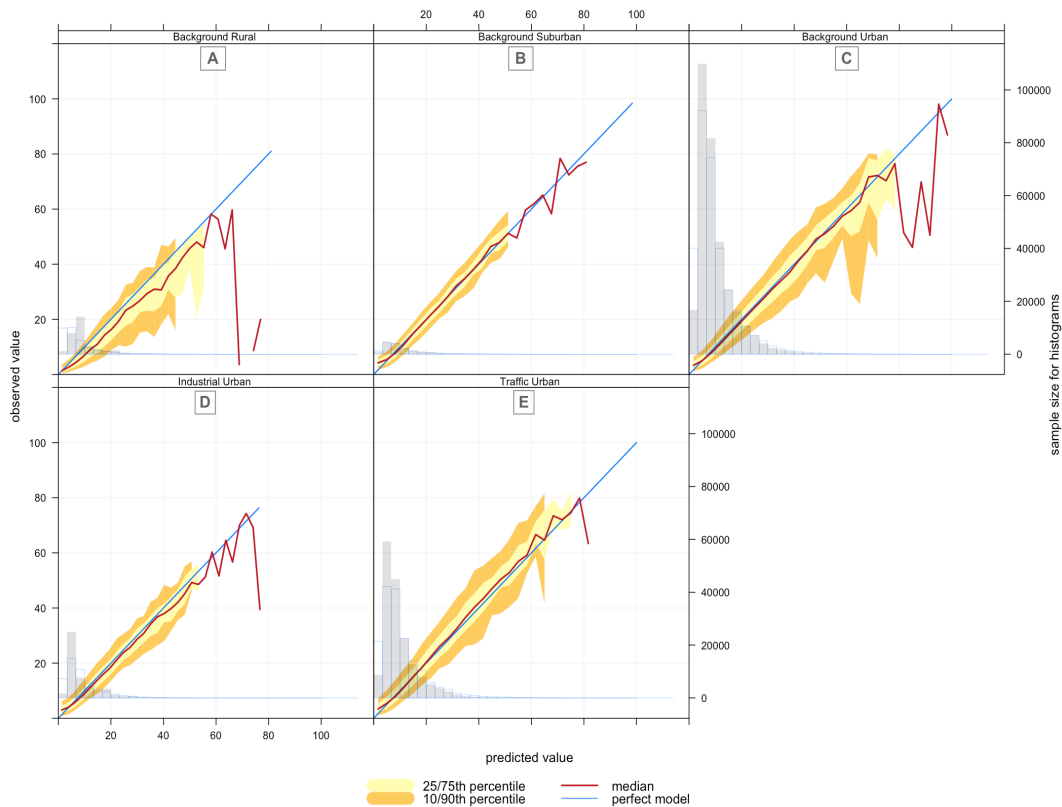 20 40 60 80 100
Background Rural Background Suburban Background Urban
A B C
100 100000
80 80000
60 60000
40 40000
20 20000
0
Industrial Urban Traffic Urban
D E
100 100000
80 80000
60 60000
40 40000
20 20000
0
20 40 60 80 100
observed value
sample size for histograms
predicted value
25/75th percentile median
10/90th percentile perfect model